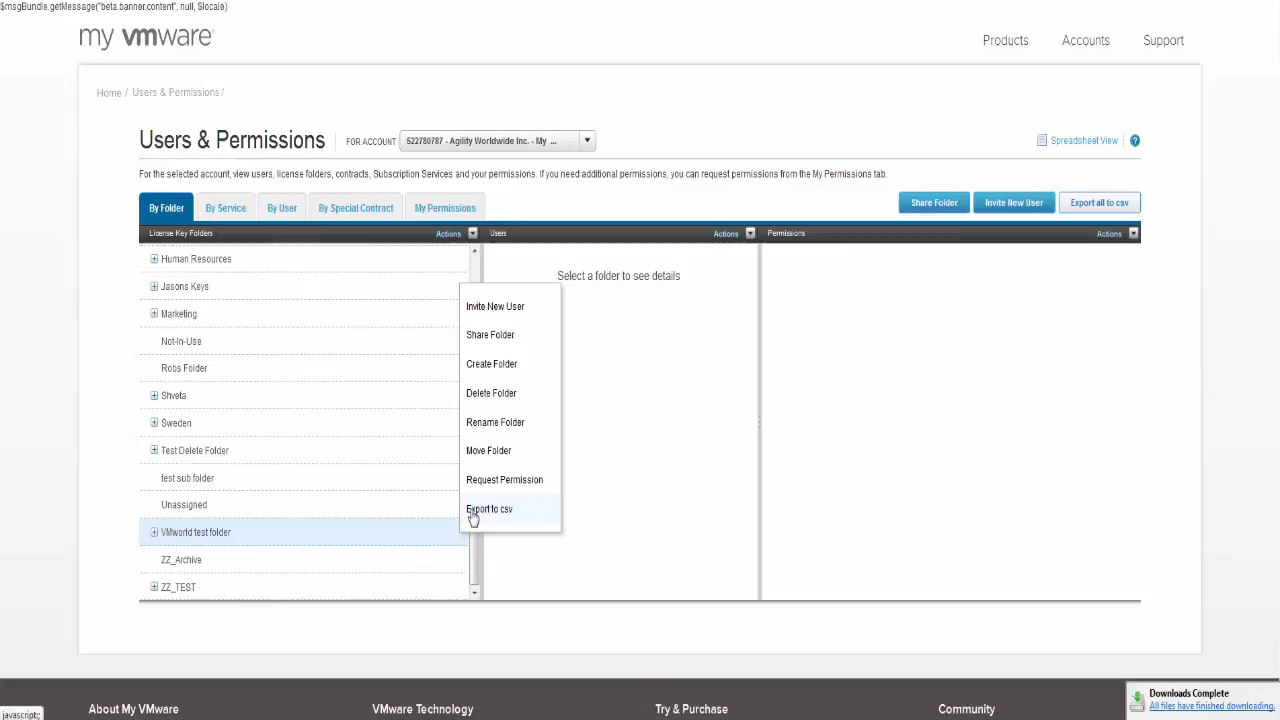 $msgBundle.getMessage("beta.banner.content", null, $locale)
my vmware
Products Accounts Support
Home / Users & Permissions /
Users & Permissions FOR ACCOUNT 522780787 - Agility Worldwide Inc. - My ... Spreadsheet View ?
For the selected account, view users, license folders, contracts, Subscription Services and your permissions. If you need additional permissions, you can request permissions from the My Permissions tab.
By Folder By Service By User By Special Contract My Permissions Share Folder Invite New User Export all to csv
License Key Folders Actions Users Actions Permissions Actions
Human Resources
Jasons Keys
Marketing
Not-In-Use
Robs Folder
Shveta
Sweden
Test Delete Folder
test sub folder
Unassigned
VMworld test folder
ZZ_Archive
ZZ_TEST
Select a folder to see details
Invite New User
Share Folder
Create Folder
Delete Folder
Rename Folder
Move Folder
Request Permission
Export to csv
About My VMware VMware Technology Try & Purchase Community
Downloads Complete
All files have finished downloading.
javascript:;